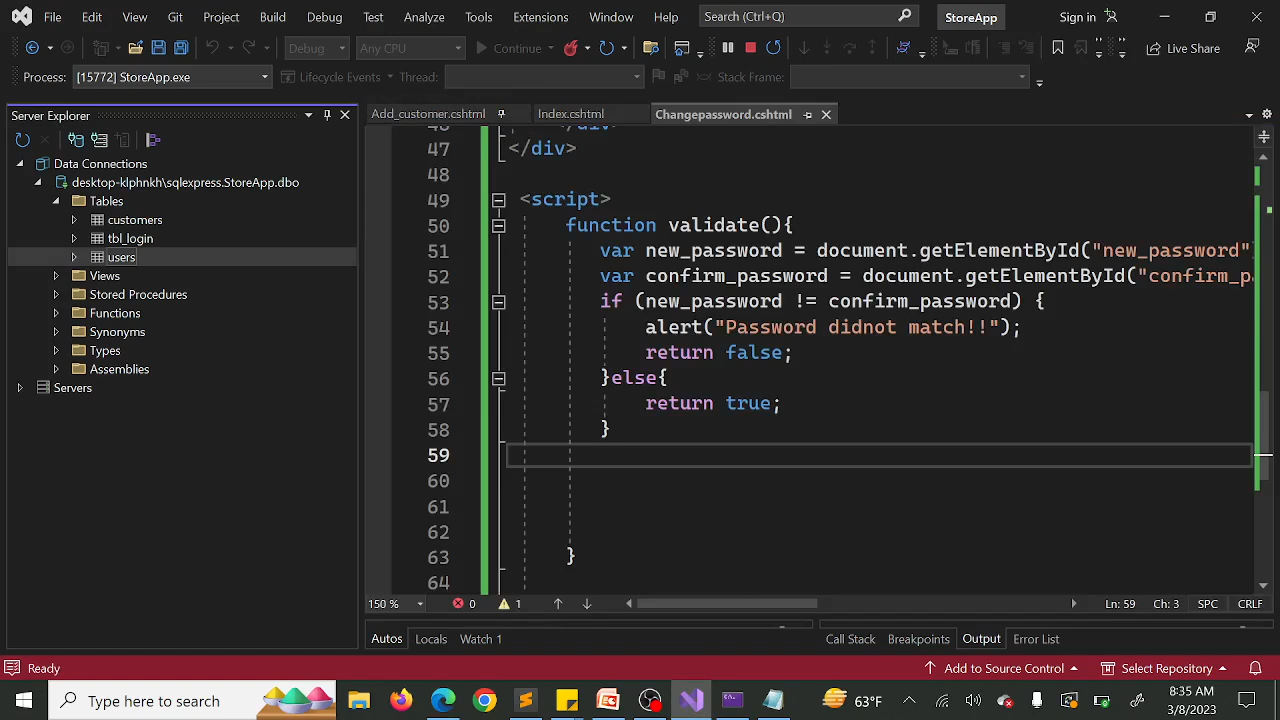 File Edit View Git Project Build Debug Test Analyze Tools Extensions Window Help Search (Ctrl+Q) StoreApp Sign in
Debug Any CPU Continue Live Share
Process: [15772] StoreApp.exe Lifecycle Events Thread: Stack Frame:
Server Explorer
Add_customer.cshtml Index.cshtml Changepassword.cshtml
Data Connections
desktop-klphnkh\sqlexpress.StoreApp.dbo
Tables
customers
tbl_login
users
Views
Stored Procedures
Functions
Synonyms
Types
Assemblies
Servers
46 </div>
47 </div>
48
49 <script>
50 function validate(){
51 var new_password = document.getElementById("new_password"
52 var confirm_password = document.getElementById("confirm_p
53 if (new_password != confirm_password) {
54 alert("Password didnot match!!");
55 return false;
56 }else{
57 return true;
58 }
59
60
61
62
63 }
64
150 % 0 1 Ln: 59 Ch: 3 SPC CRLF
Autos Locals Watch 1 Call Stack Breakpoints Output Error List
Ready Add to Source Control Select Repository
Type here to search 63°F 8:35 AM
3/8/2023